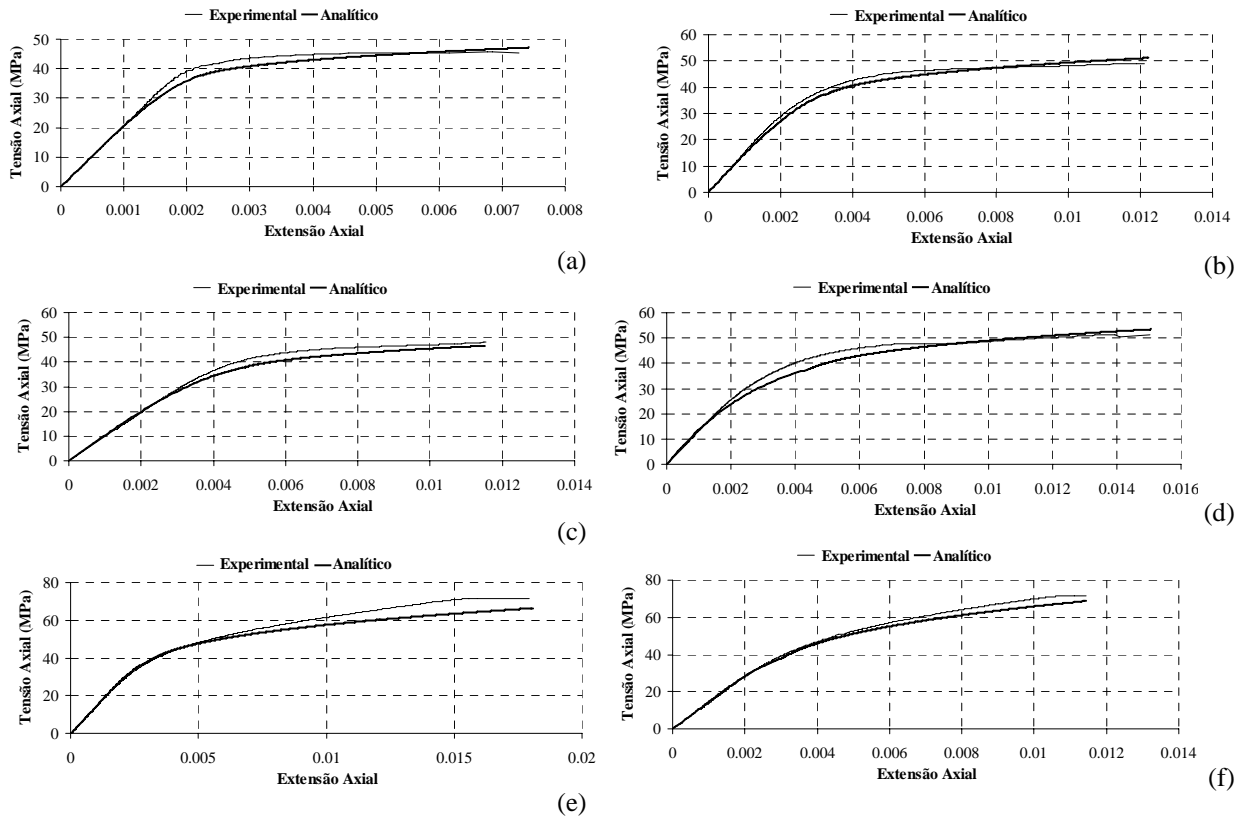 Experimental Analítico
50
40
30
20
10
0
Tensão Axial (MPa)
0 0.001 0.002 0.003 0.004 0.005 0.006 0.007 0.008
Extensão Axial
(a)
Experimental Analítico
60
50
40
30
20
10
0
Tensão Axial (MPa)
0 0.002 0.004 0.006 0.008 0.01 0.012 0.014
Extensão Axial
(b)
Experimental Analítico
60
50
40
30
20
10
0
Tensão Axial (MPa)
0 0.002 0.004 0.006 0.008 0.01 0.012 0.014
Extensão Axial
(c)
Experimental Analítico
60
50
40
30
20
10
0
Tensão Axial (MPa)
0 0.002 0.004 0.006 0.008 0.01 0.012 0.014 0.016
Extensão Axial
(d)
Experimental Analítico
80
60
40
20
0
Tensão Axial (MPa)
0 0.005 0.01 0.015 0.02
Extensão Axial
(e)
Experimental Analítico
80
60
40
20
0
Tensão Axial (MPa)
0 0.002 0.004 0.006 0.008 0.01 0.012 0.014
Extensão Axial
(f)